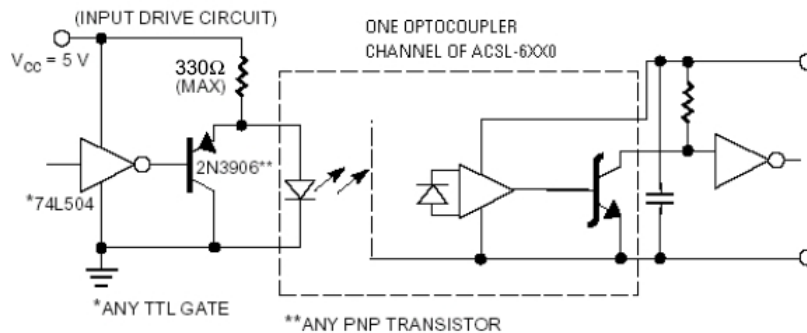 (INPUT DRIVE CIRCUIT)
ONE OPTOCOUPLER
CHANNEL OF ACSL-6XX0
VCC = 5 V
330Ω
(MAX)
2N3906**
*74L504
*ANY TTL GATE
**ANY PNP TRANSISTOR